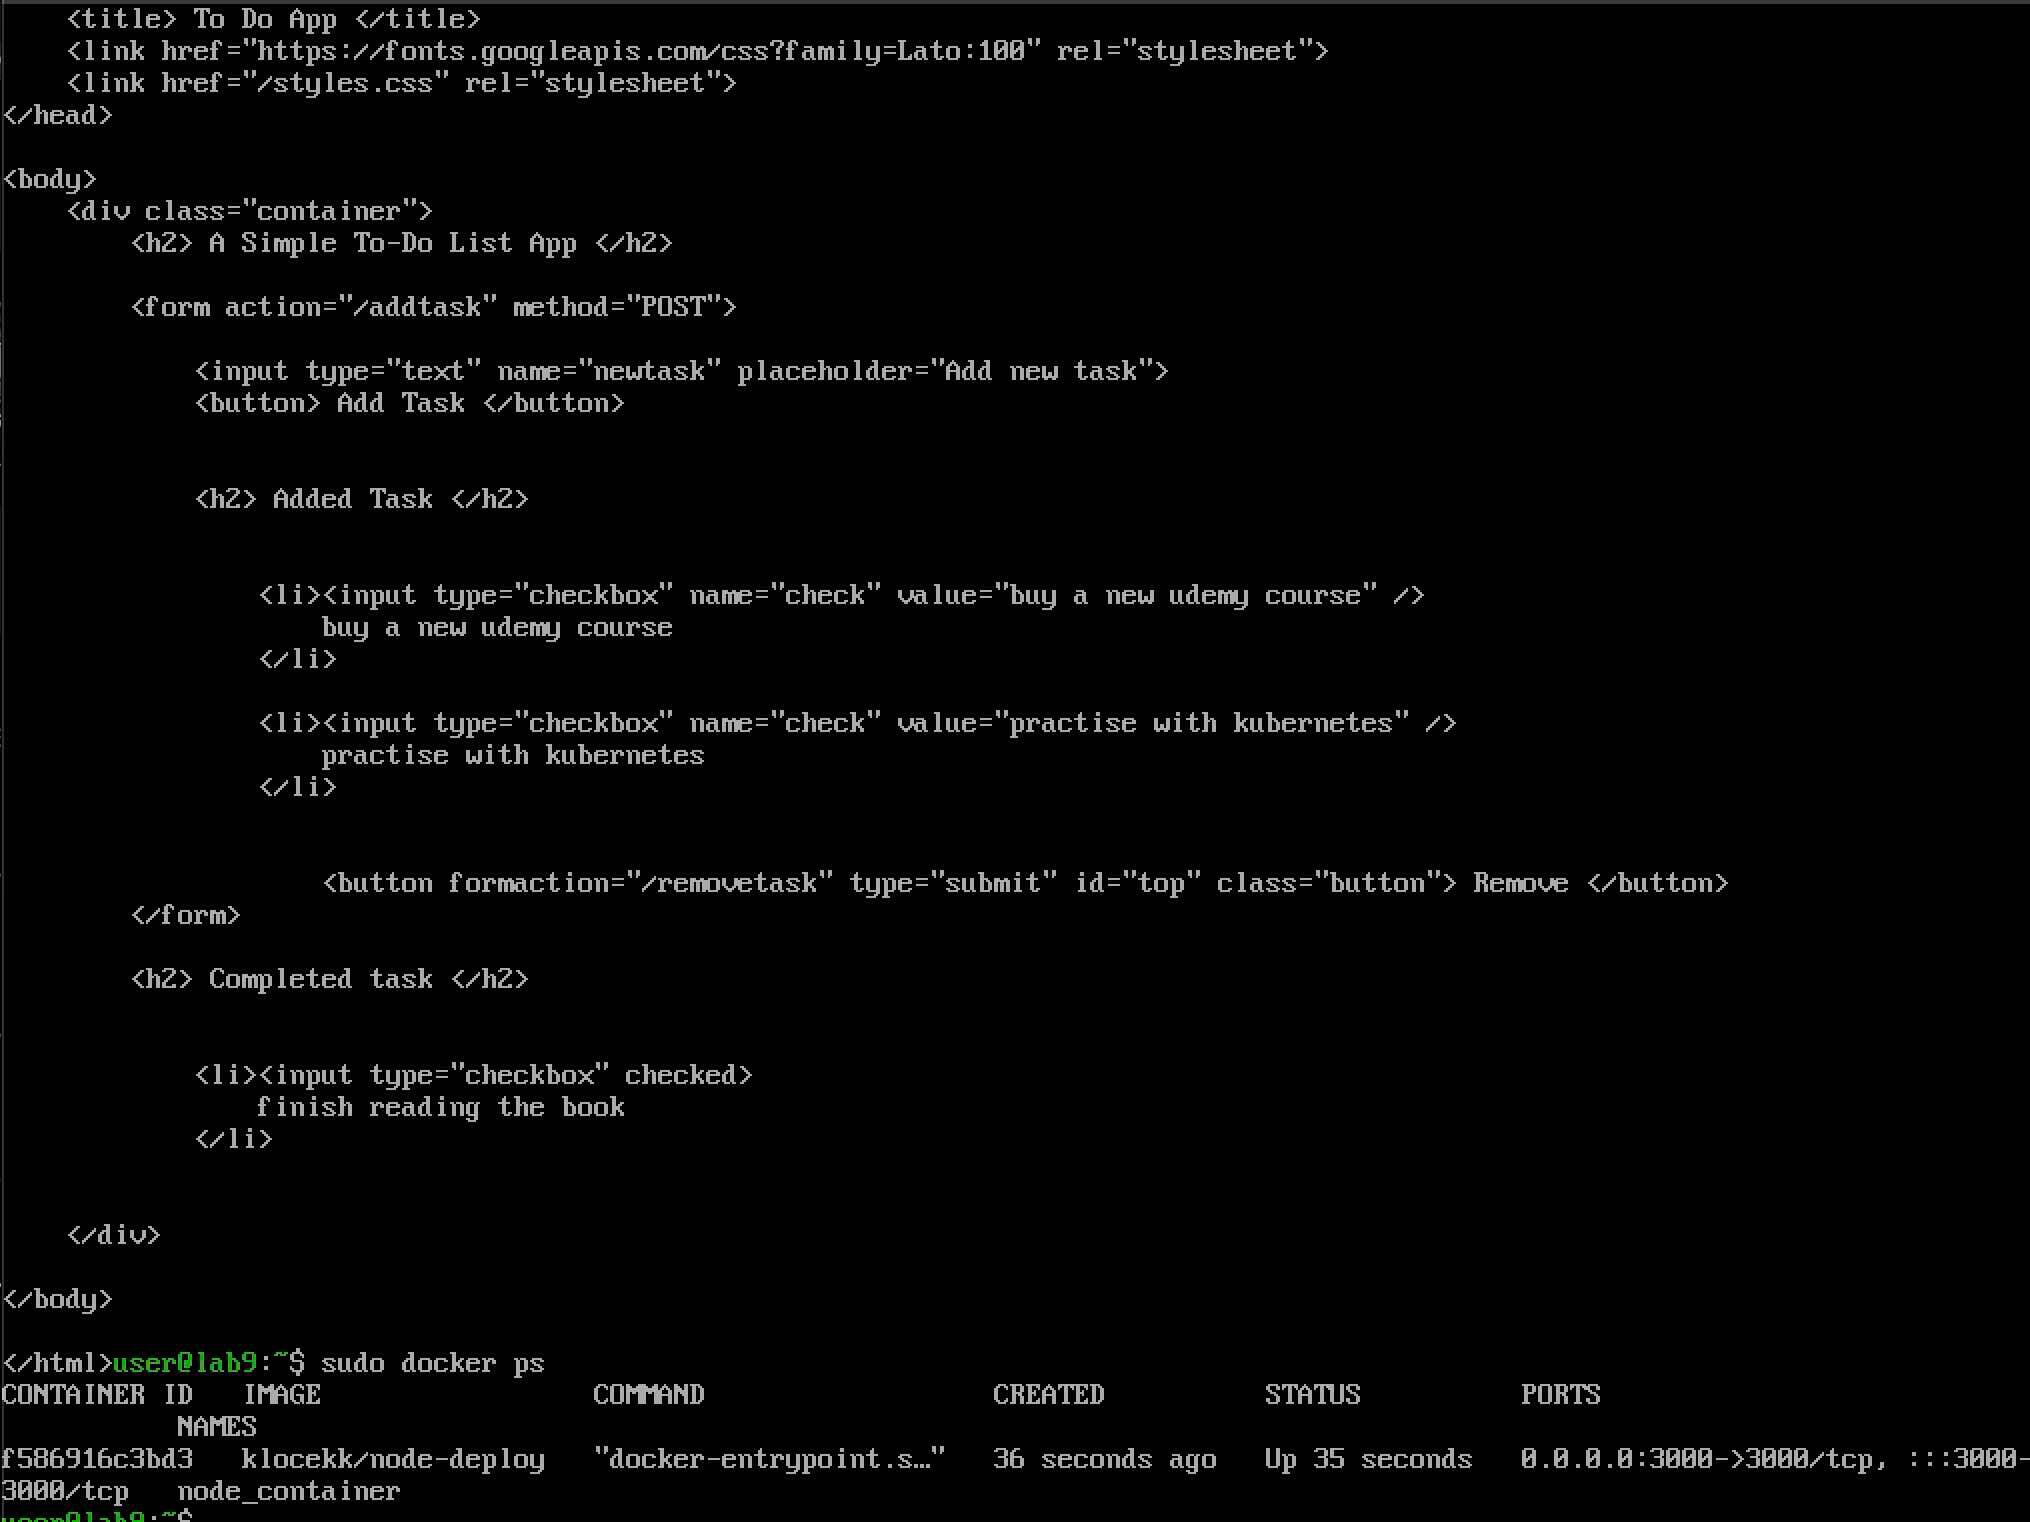 <title> To Do App </title>
    <link href="https://fonts.googleapis.com/css?family=Lato:100" rel="stylesheet">
    <link href="/styles.css" rel="stylesheet">
</head>
<body>
    <div class="container">
        <h2> A Simple To-Do List App </h2>
        <form action="/addtask" method="POST">
            <input type="text" name="newtask" placeholder="Add new task">
            <button> Add Task </button>
            <h2> Added Task </h2>
                <li><input type="checkbox" name="check" value="buy a new udemy course" />
                    buy a new udemy course
                </li>
                <li><input type="checkbox" name="check" value="practise with kubernetes" />
                    practise with kubernetes
                </li>
                    <button formaction="/removetask" type="submit" id="top" class="button"> Remove </button>
        </form>
        <h2> Completed task </h2>
            <li><input type="checkbox" checked>
                finish reading the book
            </li>
    </div>
</body>
</html>user@lab9:~$ sudo docker ps
CONTAINER ID   IMAGE                 COMMAND                  CREATED          STATUS          PORTS
           NAMES
f586916c3bd3   klocekk/node-deploy   "docker-entrypoint.s…"   36 seconds ago   Up 35 seconds   0.0.0.0:3000->3000/tcp, :::3000-
3000/tcp   node_container
user@lab9:~$